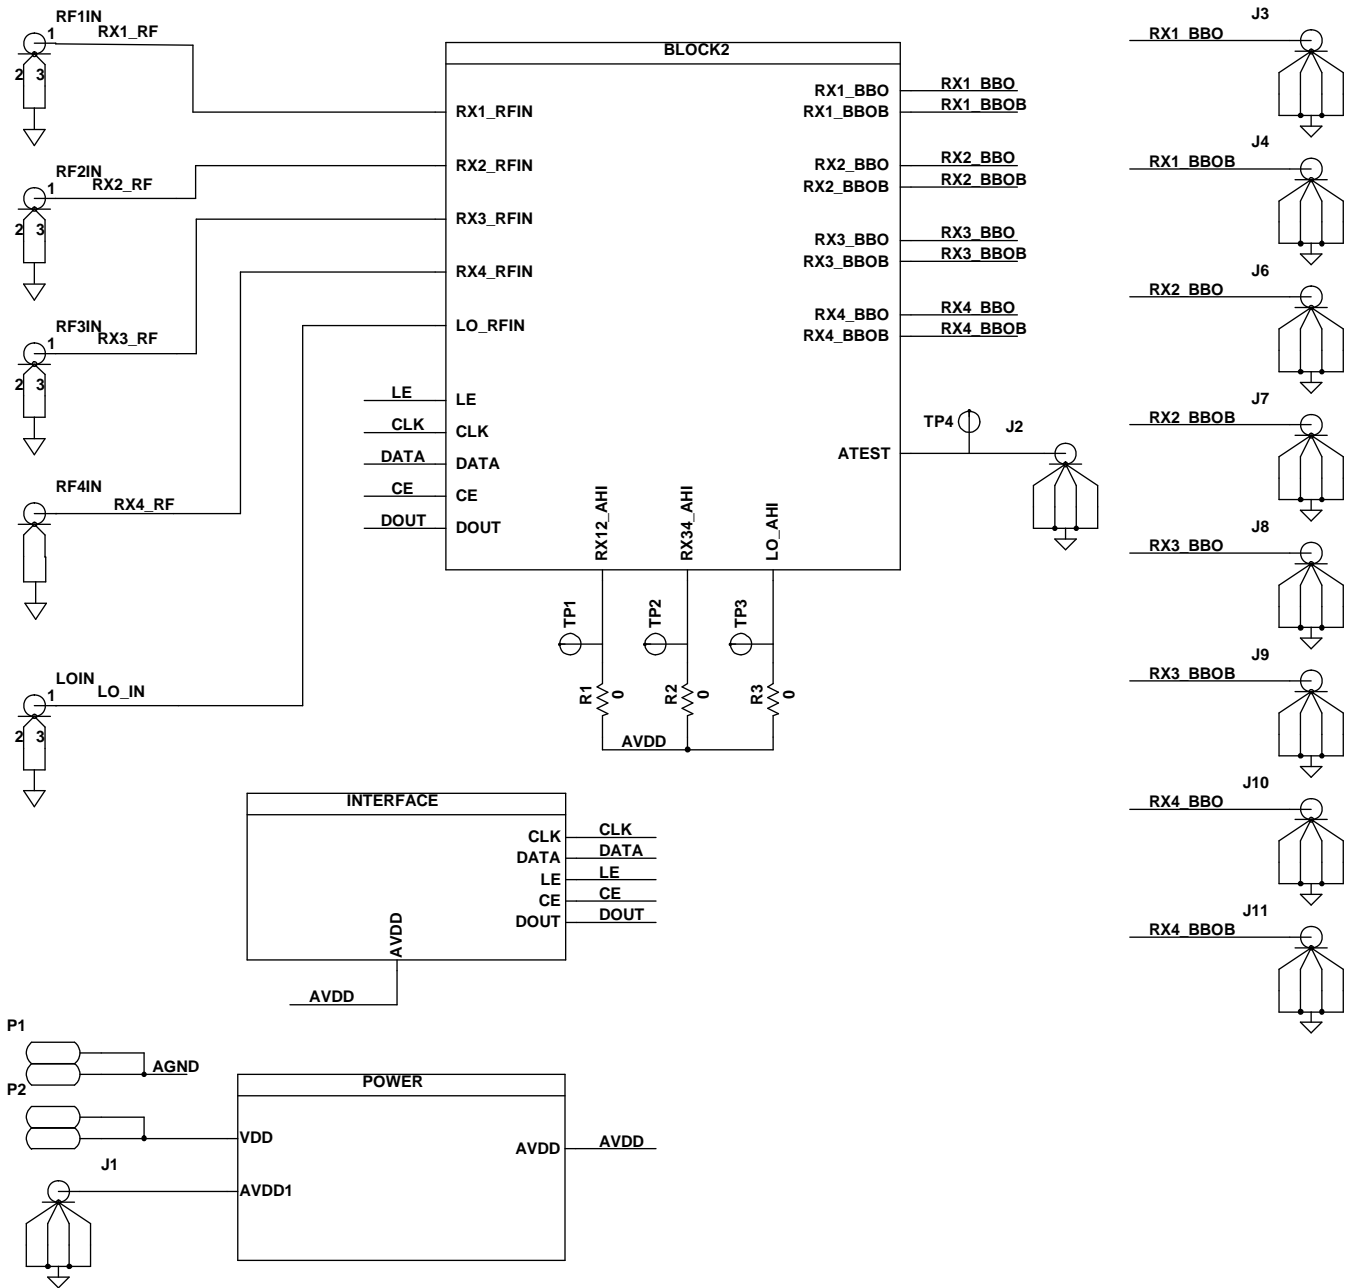 RF1IN
1
RX1_RF
2 3
RF2IN
1
RX2_RF
2 3
RF3IN
1
RX3_RF
2 3
RF4IN
RX4_RF
LOIN
1
LO_IN
2 3
BLOCK2
RX1_RFIN
RX2_RFIN
RX3_RFIN
RX4_RFIN
LO_RFIN
LE
LE
CLK
CLK
DATA
DATA
CE
CE
DOUT
DOUT
RX1_BBO
RX1_BBO
RX1_BBOB
RX1_BBOB
RX2_BBO
RX2_BBO
RX2_BBOB
RX2_BBOB
RX3_BBO
RX3_BBO
RX3_BBOB
RX3_BBOB
RX4_BBO
RX4_BBO
RX4_BBOB
RX4_BBOB
ATEST
TP4
J2
RX12_AHI
RX34_AHI
LO_AHI
TP1
TP2
TP3
R1
0
R2
0
R3
0
AVDD
J3
RX1_BBO
J4
RX1_BBOB
J6
RX2_BBO
J7
RX2_BBOB
J8
RX3_BBO
J9
RX3_BBOB
J10
RX4_BBO
J11
RX4_BBOB
INTERFACE
CLK
CLK
DATA
DATA
LE
LE
CE
CE
DOUT
DOUT
AVDD
AVDD
P1
AGND
P2
J1
POWER
VDD
AVDD
AVDD
AVDD1